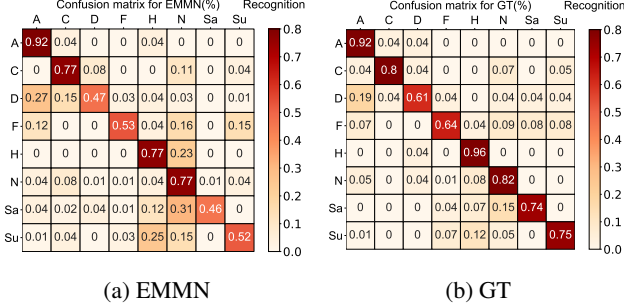 Confusion matrix for EMMN(%) Recognition
A C D F H N Sa Su
A 0.92 0.04 0 0 0.04 0 0 0
C 0 0.77 0.08 0 0 0.11 0 0.04
D 0.27 0.15 0.47 0.03 0.04 0.03 0 0.01
F 0.12 0 0 0.53 0.04 0.16 0 0.15
H 0 0 0 0 0.77 0.23 0 0
N 0.04 0.08 0.01 0.01 0.04 0.77 0.01 0.04
Sa 0.04 0.02 0.04 0.01 0.12 0.31 0.46 0
Su 0.01 0.04 0 0.03 0.25 0.15 0 0.52
0.8
0.7
0.6
0.5
0.4
0.3
0.2
0.1
0.0
(a) EMMN
Confusion matrix for GT(%) Recognition
A C D F H N Sa Su
A 0.92 0.04 0.04 0 0 0 0 0
C 0.04 0.8 0.04 0 0 0.07 0 0.05
D 0.19 0.04 0.61 0.04 0 0.04 0.04 0.04
F 0.07 0 0 0.64 0.04 0.09 0.08 0.08
H 0 0 0.04 0 0.96 0 0 0
N 0.05 0 0.04 0.01 0.08 0.82 0 0
Sa 0 0 0 0.04 0.07 0.15 0.74 0
Su 0.01 0 0 0.07 0.12 0.05 0 0.75
0.8
0.7
0.6
0.5
0.4
0.3
0.2
0.1
0.0
(b) GT